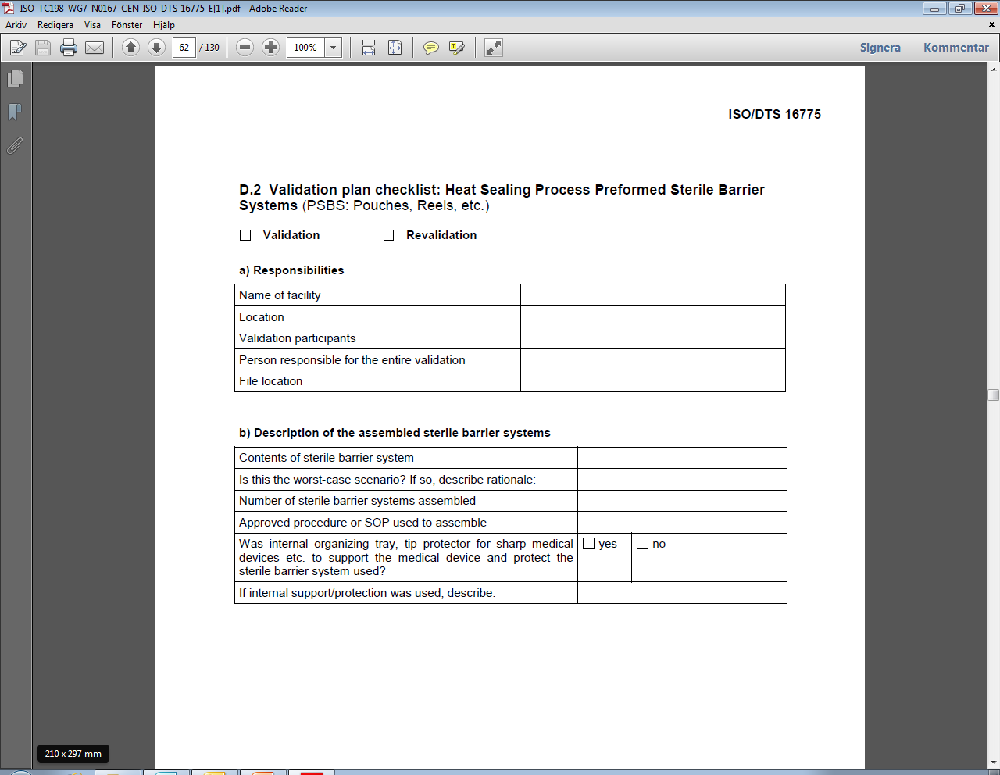 ISO-TC198-WG7_N0167_CEN_ISO_DTS_16775_E[1].pdf - Adobe Reader
Arkiv Redigera Visa Fönster Hjälp
62 / 130 100% Signera Kommentar
ISO/DTS 16775
D.2 Validation plan checklist: Heat Sealing Process Preformed Sterile Barrier
Systems (PSBS: Pouches, Reels, etc.)
Validation Revalidation
a) Responsibilities
Name of facility
Location
Validation participants
Person responsible for the entire validation
File location
b) Description of the assembled sterile barrier systems
Contents of sterile barrier system
Is this the worst-case scenario? If so, describe rationale:
Number of sterile barrier systems assembled
Approved procedure or SOP used to assemble
Was internal organizing tray, tip protector for sharp medical
devices etc. to support the medical device and protect the
sterile barrier system used?
yes no
If internal support/protection was used, describe:
210 x 297 mm